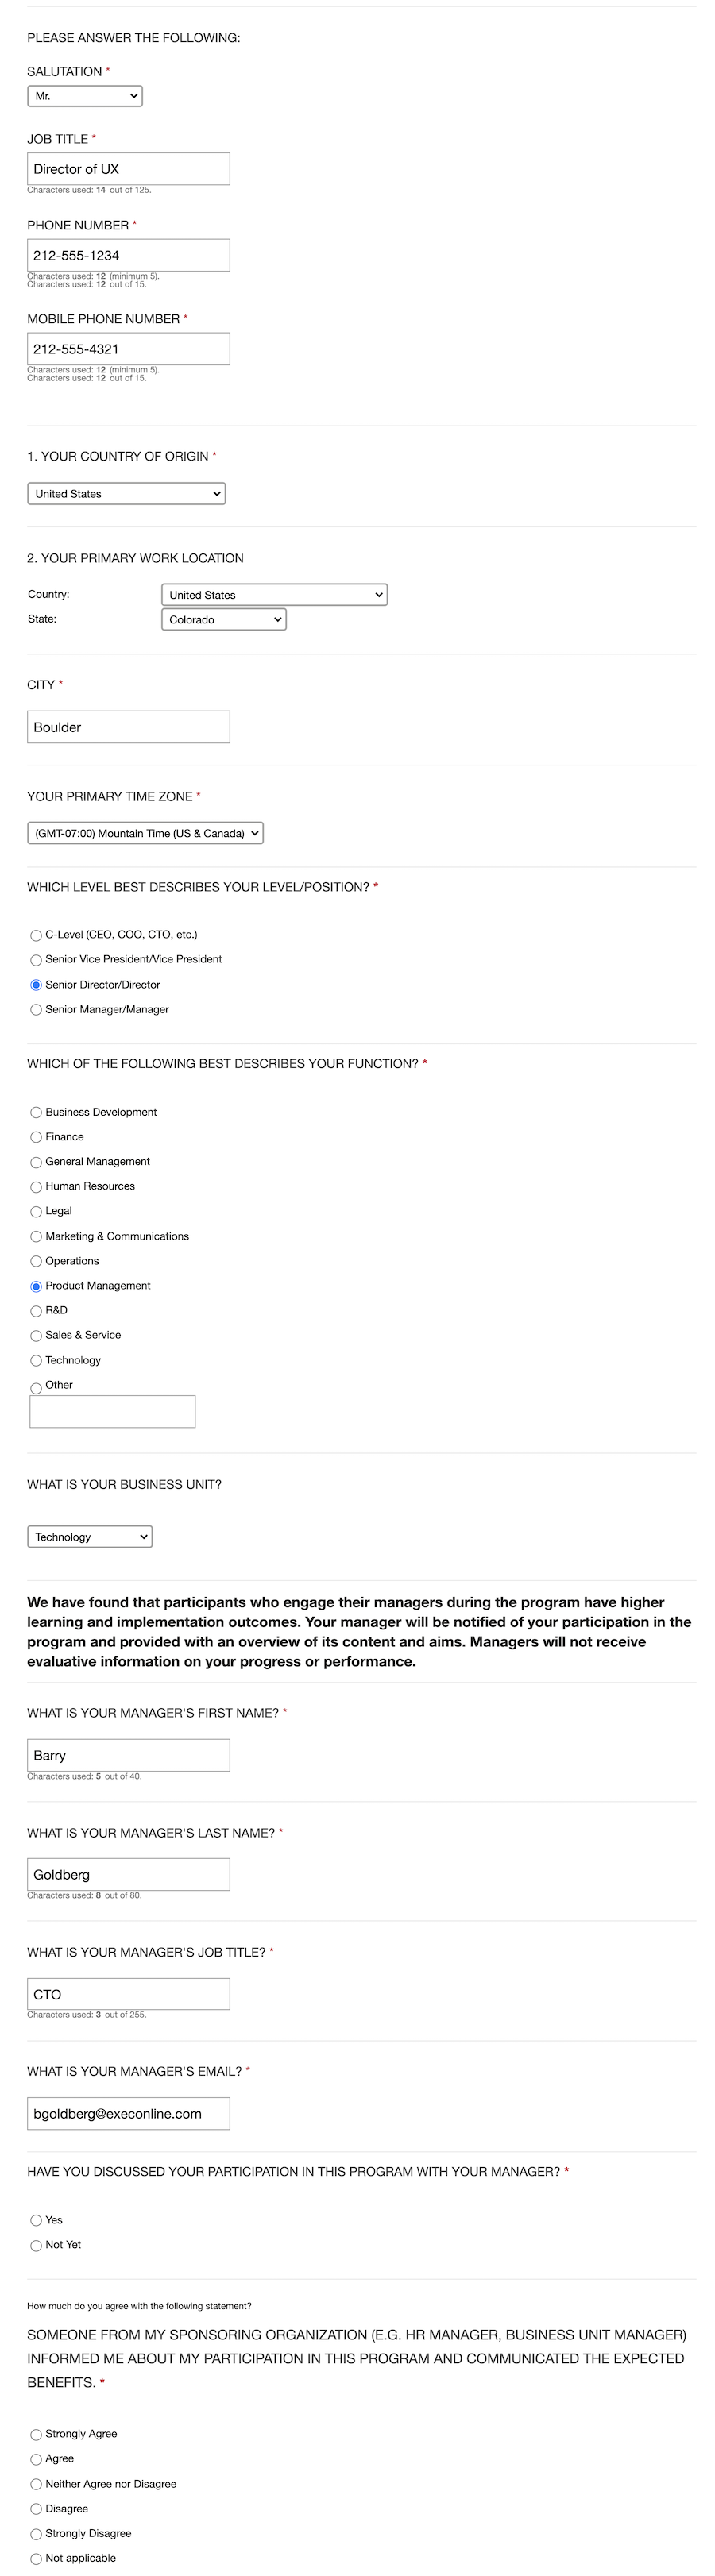 PLEASE ANSWER THE FOLLOWING:
SALUTATION *
Mr.
JOB TITLE *
Director of UX
Characters used: 14 out of 125.
PHONE NUMBER *
212-555-1234
Characters used: 12 (minimum 5).
Characters used: 12 out of 15.
MOBILE PHONE NUMBER *
212-555-4321
Characters used: 12 (minimum 5).
Characters used: 12 out of 15.
1. YOUR COUNTRY OF ORIGIN *
United States
2. YOUR PRIMARY WORK LOCATION
Country: United States
State: Colorado
CITY *
Boulder
YOUR PRIMARY TIME ZONE *
(GMT-07:00) Mountain Time (US & Canada)
WHICH LEVEL BEST DESCRIBES YOUR LEVEL/POSITION? *
C-Level (CEO, COO, CTO, etc.)
Senior Vice President/Vice President
Senior Director/Director
Senior Manager/Manager
WHICH OF THE FOLLOWING BEST DESCRIBES YOUR FUNCTION? *
Business Development
Finance
General Management
Human Resources
Legal
Marketing & Communications
Operations
Product Management
R&D
Sales & Service
Technology
Other
WHAT IS YOUR BUSINESS UNIT?
Technology
We have found that participants who engage their managers during the program have higher
learning and implementation outcomes. Your manager will be notified of your participation in the
program and provided with an overview of its content and aims. Managers will not receive
evaluative information on your progress or performance.
WHAT IS YOUR MANAGER'S FIRST NAME? *
Barry
Characters used: 5 out of 40.
WHAT IS YOUR MANAGER'S LAST NAME? *
Goldberg
Characters used: 8 out of 80.
WHAT IS YOUR MANAGER'S JOB TITLE? *
CTO
Characters used: 3 out of 255.
WHAT IS YOUR MANAGER'S EMAIL? *
bgoldberg@execonline.com
HAVE YOU DISCUSSED YOUR PARTICIPATION IN THIS PROGRAM WITH YOUR MANAGER? *
Yes
Not Yet
How much do you agree with the following statement?
SOMEONE FROM MY SPONSORING ORGANIZATION (E.G. HR MANAGER, BUSINESS UNIT MANAGER)
INFORMED ME ABOUT MY PARTICIPATION IN THIS PROGRAM AND COMMUNICATED THE EXPECTED
BENEFITS. *
Strongly Agree
Agree
Neither Agree nor Disagree
Disagree
Strongly Disagree
Not applicable